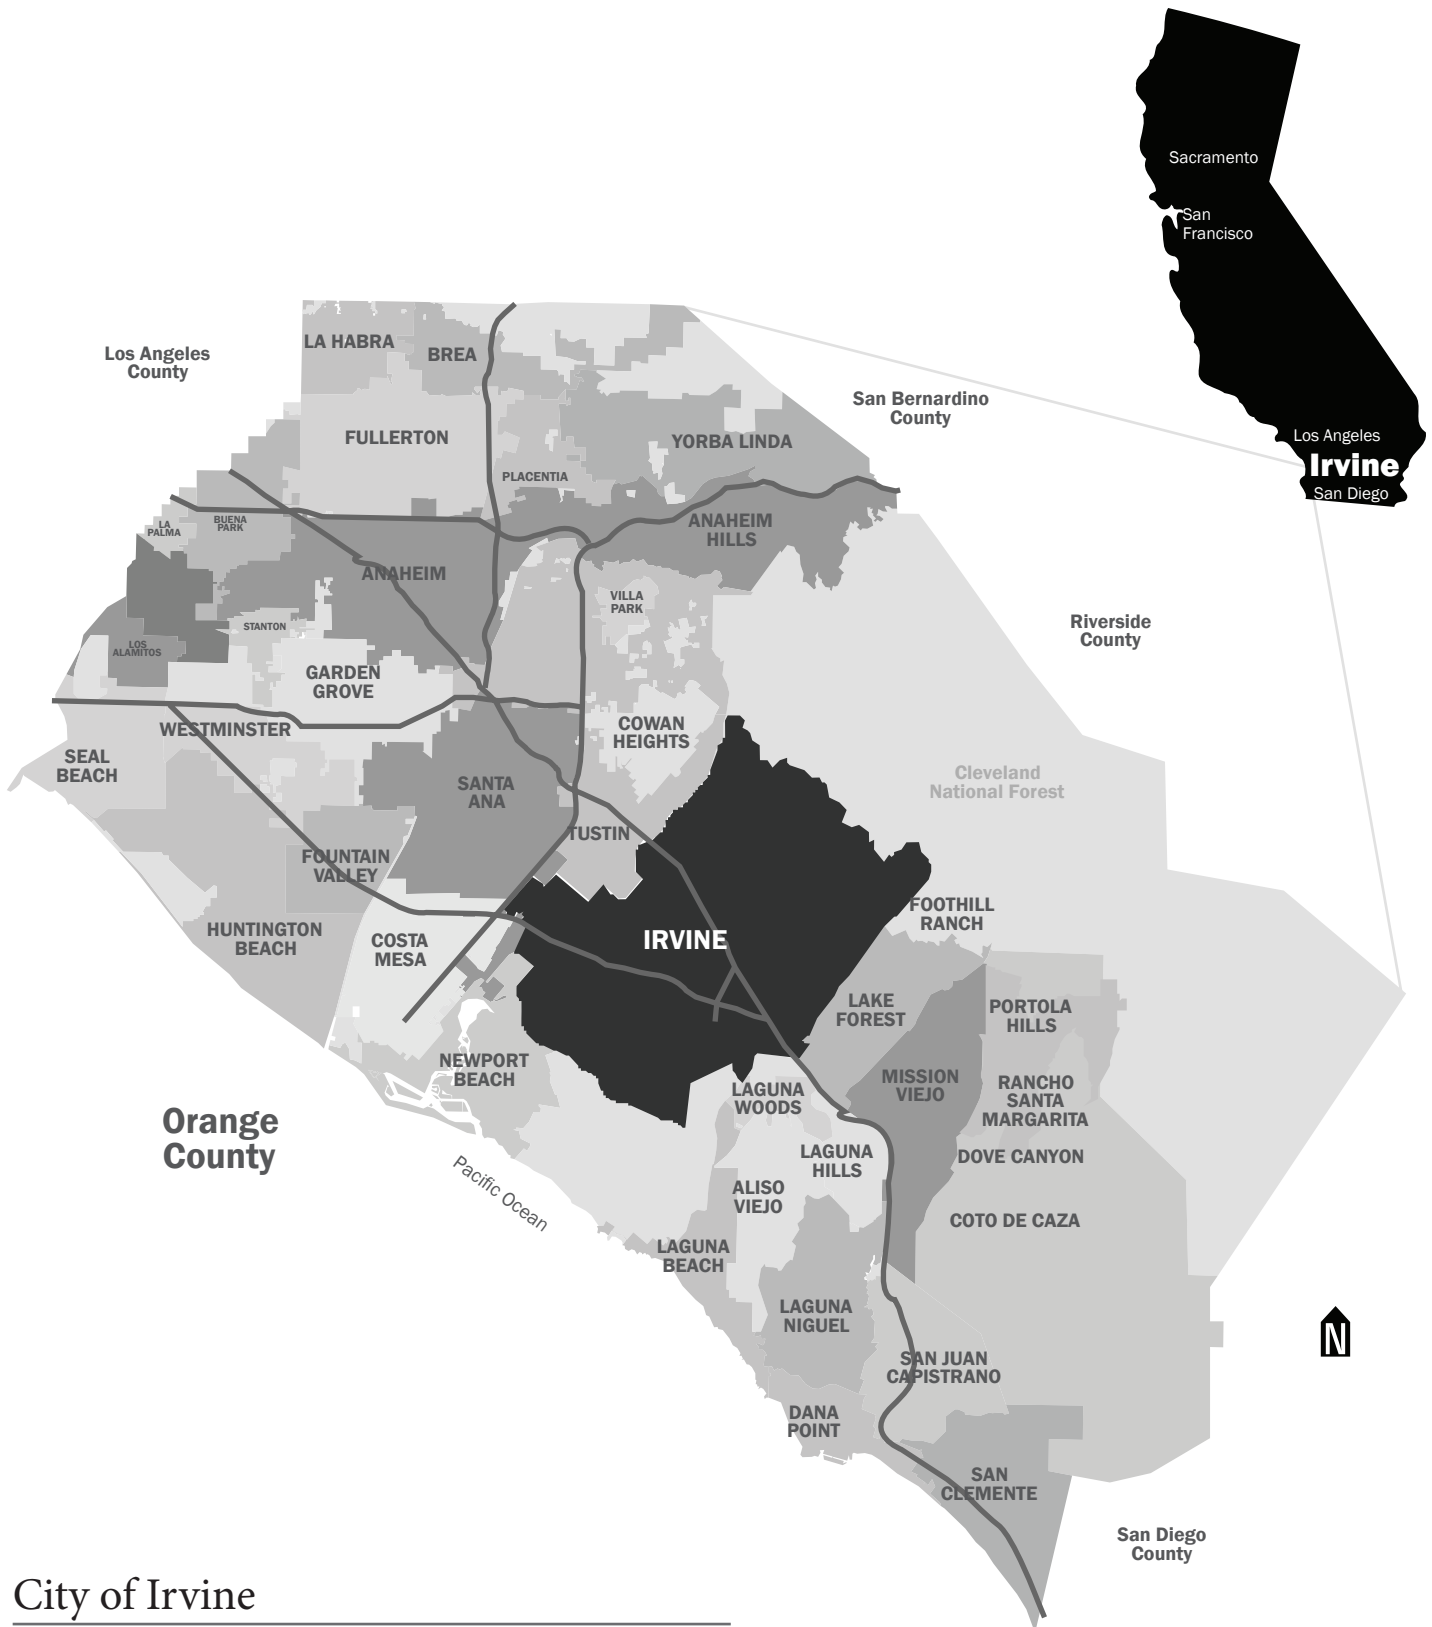 Sacramento
San
Francisco
Los Angeles
Irvine
San Diego
Los Angeles
County
LA HABRA
BREA
San Bernardino
County
FULLERTON
YORBA LINDA
PLACENTIA
LA
PALMA
BUENA
PARK
ANAHEIM
HILLS
ANAHEIM
VILLA
PARK
STANTON
Riverside
County
LOS
ALAMITOS
GARDEN
GROVE
WESTMINSTER
COWAN
HEIGHTS
SEAL
BEACH
SANTA
ANA
Cleveland
National Forest
TUSTIN
FOUNTAIN
VALLEY
FOOTHILL
RANCH
HUNTINGTON
BEACH
COSTA
MESA
IRVINE
LAKE
FOREST
PORTOLA
HILLS
NEWPORT
BEACH
LAGUNA
WOODS
MISSION
VIEJO
RANCHO
SANTA
MARGARITA
Orange
County
Pacific Ocean
LAGUNA
HILLS
DOVE CANYON
ALISO
VIEJO
COTO DE CAZA
LAGUNA
BEACH
LAGUNA
NIGUEL
N
SAN JUAN
CAPISTRANO
DANA
POINT
SAN
CLEMENTE
San Diego
County
City of Irvine